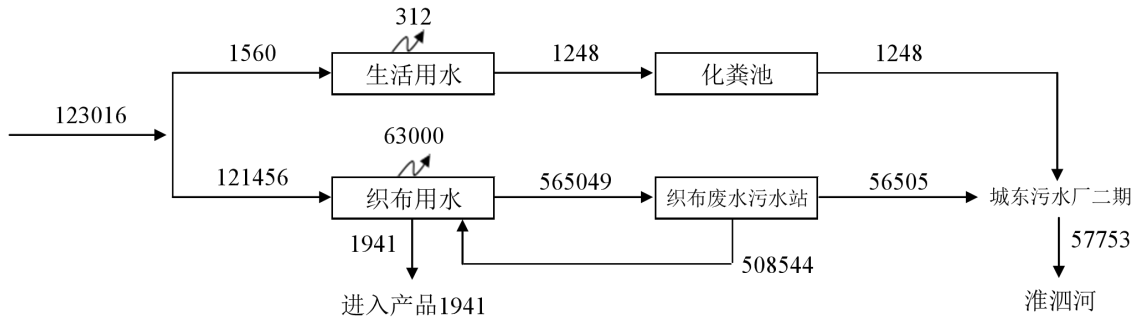 312
1560
生活用水
1248
化粪池
1248
123016
63000
121456
织布用水
565049
织布废水污水站
56505
城东污水厂二期
1941
508544
57753
进入产品1941
淮泗河